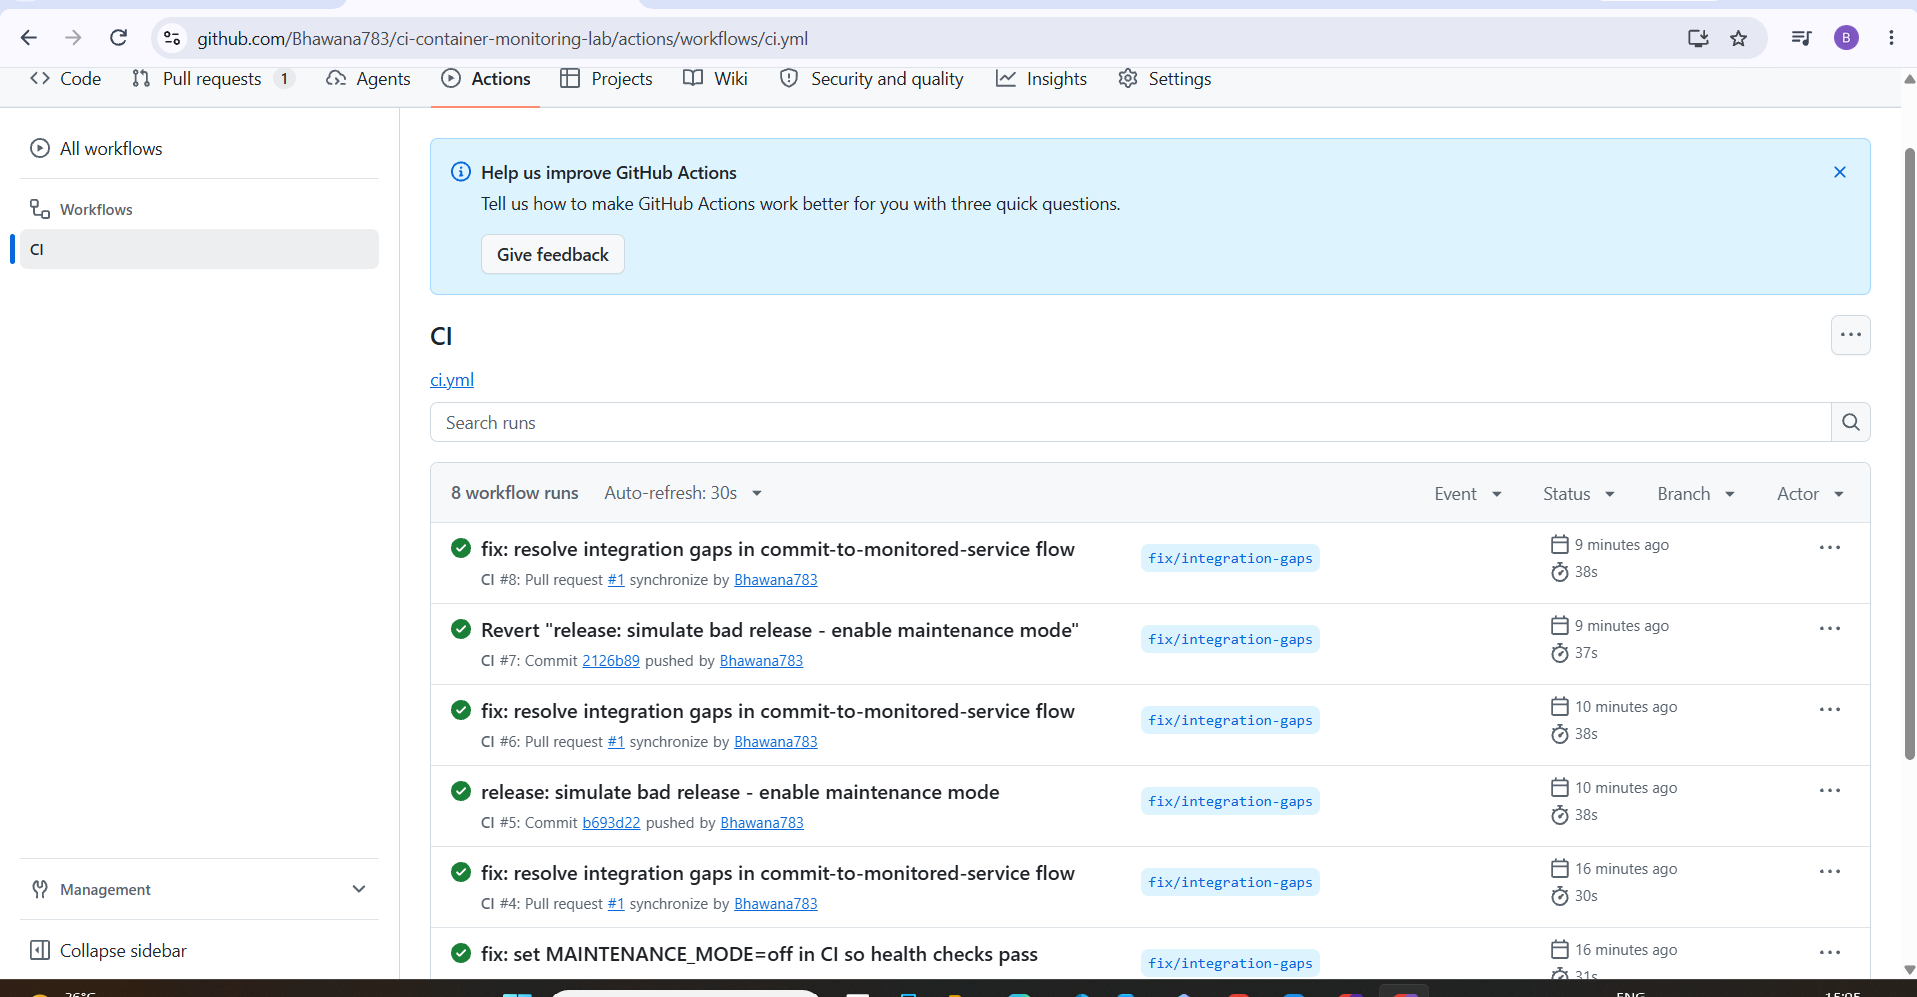 github.com/Bhawana783/ci-container-monitoring-lab/actions/workflows/ci.yml
B
Code
Pull requests 1
Agents
Actions
Projects
Wiki
Security and quality
Insights
Settings
All workflows
Workflows
CI
Management
Collapse sidebar
Help us improve GitHub Actions
Tell us how to make GitHub Actions work better for you with three quick questions.
Give feedback
CI
ci.yml
Search runs
8 workflow runs Auto-refresh: 30s Event Status Branch Actor
fix: resolve integration gaps in commit-to-monitored-service flow
CI #8: Pull request #1 synchronize by Bhawana783
fix/integration-gaps
9 minutes ago
38s
Revert "release: simulate bad release - enable maintenance mode"
CI #7: Commit 2126b89 pushed by Bhawana783
fix/integration-gaps
9 minutes ago
37s
fix: resolve integration gaps in commit-to-monitored-service flow
CI #6: Pull request #1 synchronize by Bhawana783
fix/integration-gaps
10 minutes ago
38s
release: simulate bad release - enable maintenance mode
CI #5: Commit b693d22 pushed by Bhawana783
fix/integration-gaps
10 minutes ago
38s
fix: resolve integration gaps in commit-to-monitored-service flow
CI #4: Pull request #1 synchronize by Bhawana783
fix/integration-gaps
16 minutes ago
30s
fix: set MAINTENANCE_MODE=off in CI so health checks pass
fix/integration-gaps
16 minutes ago
31s
36°C
ENG